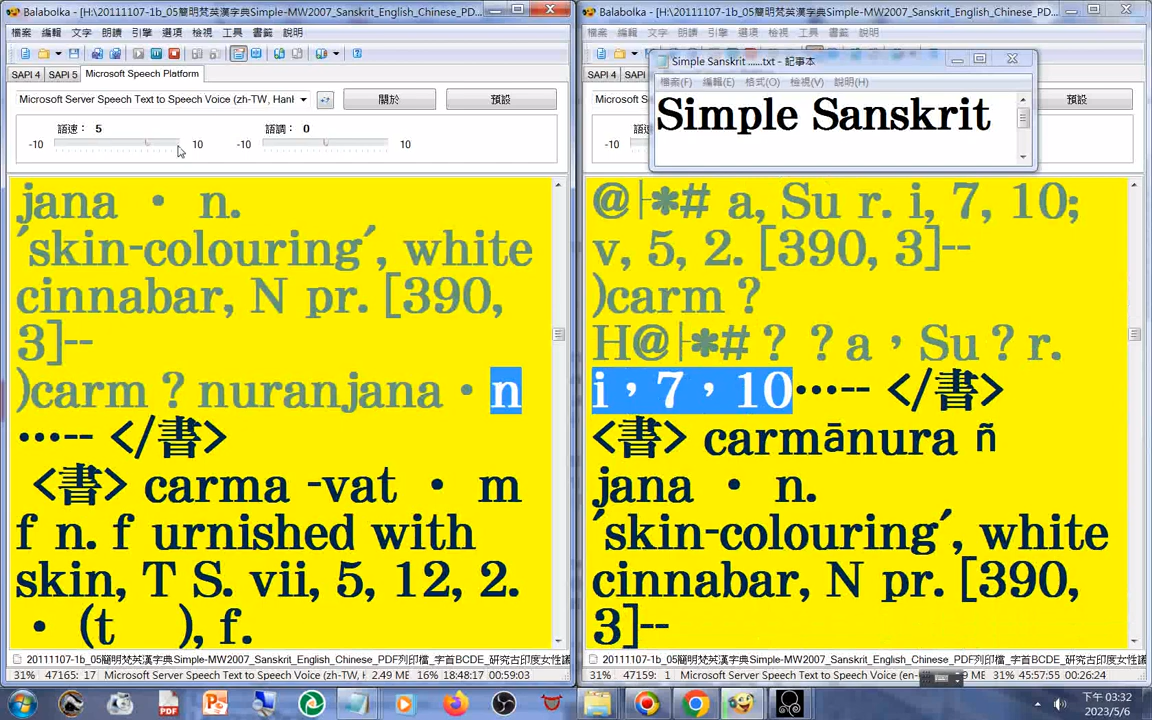 Balabolka - [H:\20111107-1b_05簡明梵英漢字典Simple-MW2007_Sanskrit_English_Chinese_PD...
檔案 編輯 文字 朗讀 引擎 選項 檢視 工具 書籤 說明
SAPI 4 SAPI 5 Microsoft Speech Platform
Microsoft Server Speech Text to Speech Voice (zh-TW, Hanl
關於
預設
語速： 5
語調： 0
-10 10 -10 10
jana ・ n.
'skin-colouring', white
cinnabar, N pr. [390,
3]--
)carm ? nuranjana・n
…-- </書>
<書> carma -vat ・ m
f n. f urnished with
skin, T S. vii, 5, 12, 2.
・ (t ), f.
20111107-1b_05簡明梵英漢字典Simple-MW2007_Sanskrit_English_Chinese_PDF列印檔_字首BCDE_研究古印度女性議
31% 47165: 17 Microsoft Server Speech Text to Speech Voice (zh-TW, H 2.49 MB 16% 18:48:17 00:59:03
Balabolka - [H:\20111107-1b_05簡明梵英漢字典Simple-MW2007_Sanskrit_English_Chinese_PD...
檔案 編輯 文字 朗讀 引擎 選項 檢視 工具 書籤 說明
SAPI 4 SAPI
Simple Sanskrit ......txt - 記事本
檔案(F) 編輯(E) 格式(O) 檢視(V) 說明(H)
Simple Sanskrit
Microsoft S
預設
語速
-10
@├*# a, Su r. i, 7, 10;
v, 5, 2. [390, 3]--
)carm ?
H@├*# ? ? a，Su ? r.
i，7，10…-- </書>
<書> carmānura ñ
jana ・ n.
'skin-colouring', white
cinnabar, N pr. [390,
3]--
20111107-1b_05簡明梵英漢字典Simple-MW2007_Sanskrit_English_Chinese_PDF列印檔_字首BCDE_研究古印度女性議
31% 47159: 1 Microsoft Server Speech Text to Speech Voice (zh-TW, 31% 45:57:55 00:26:24
PDF
下午 03:32
2023/5/6